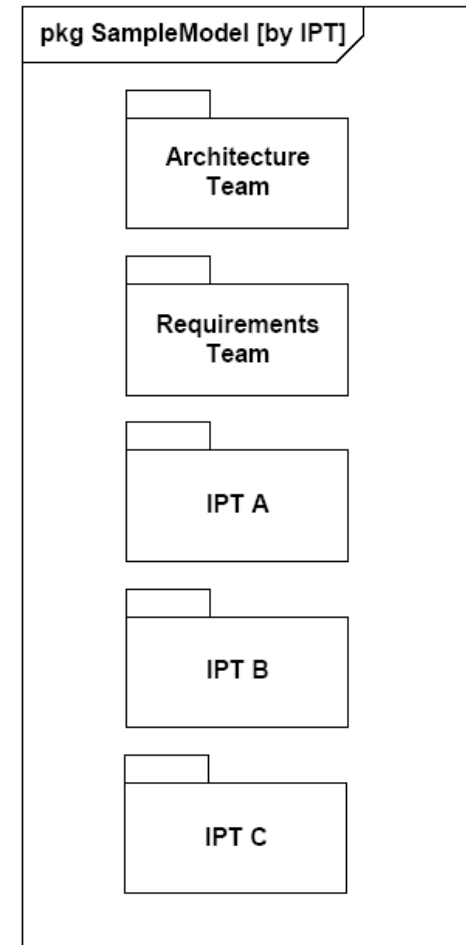 pkg SampleModel [by IPT]
Architecture
Team
Requirements
Team
IPT A
IPT B
IPT C